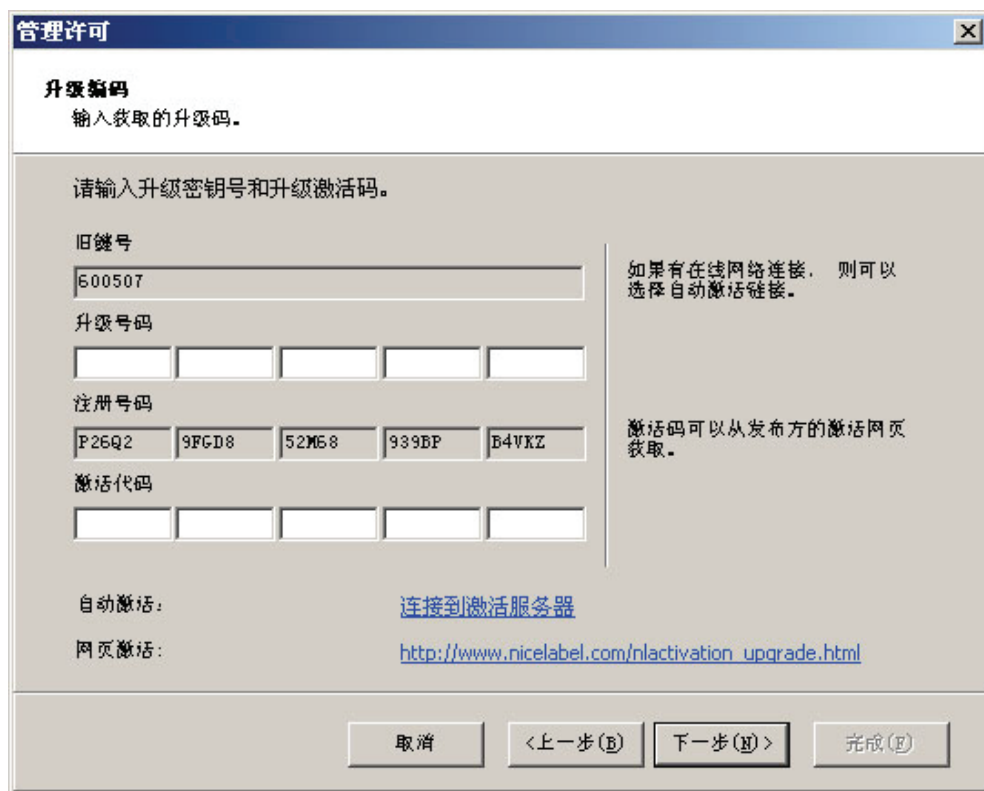 管理许可
升级编码
输入获取的升级码。
请输入升级密钥号和升级激活码。
旧键号
600507
升级号码
注册号码
P26Q2 9FGD8 52M68 939BP B4VKZ
激活代码
如果有在线网络连接， 则可以
选择自动激活链接。
激活码可以从发布方的激活网页
获取。
自动激活： 连接到激活服务器
网页激活： http://www.nicelabel.com/nlactivation_upgrade.html
取消 <上一步(B) 下一步(N)> 完成(F)